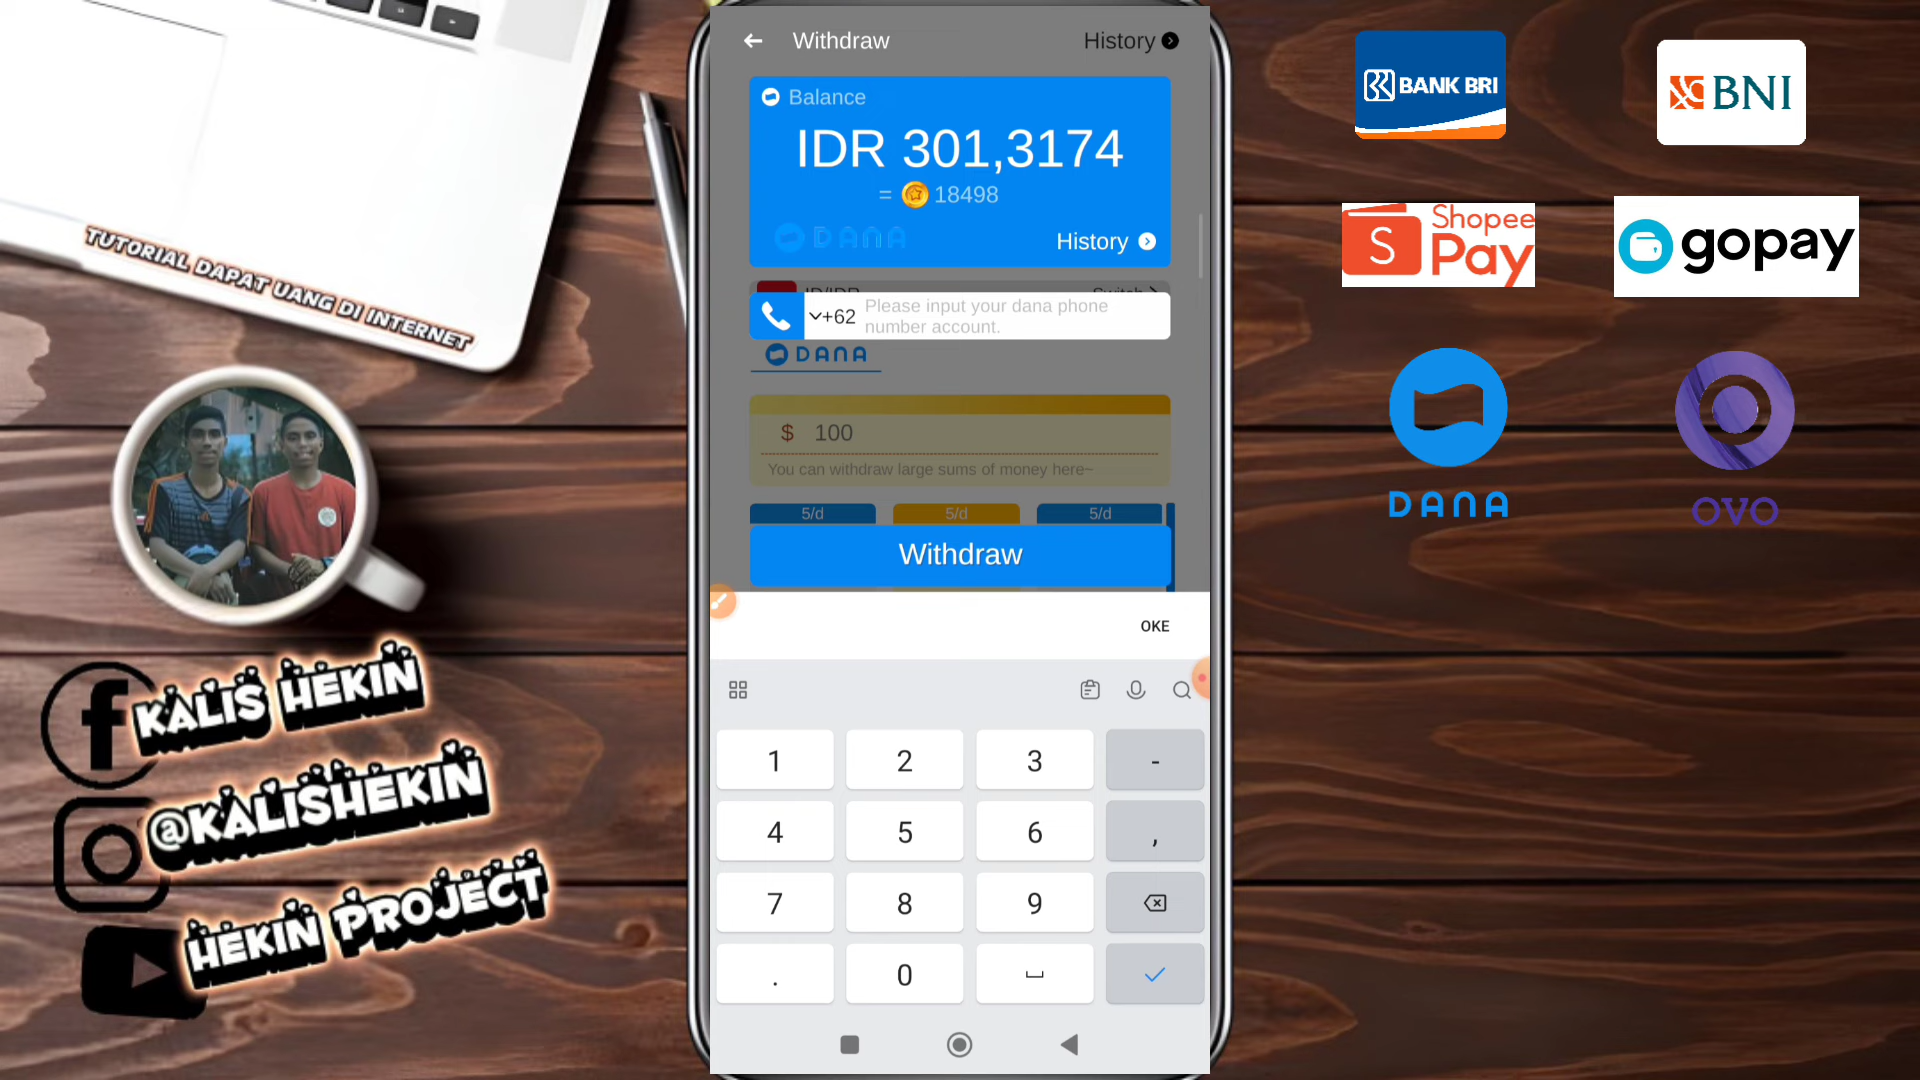 TUTORIAL DAPAT UANG DI INTERNET
KALIS HEKIN
@KALISHEKIN
HEKIN PROJECT
Withdraw
History
Balance
IDR 301,3174
= 18498
DANA
History
ID/IDR
Switch
+62
Please input your dana phone
number account.
DANA
$ 100
You can withdraw large sums of money here~
5/d
5/d
5/d
Withdraw
OKE
1 2 3 -
4 5 6 ,
7 8 9
. 0
BANK BRI
BNI
S
Shopee
Pay
gopay
DANA
OVO